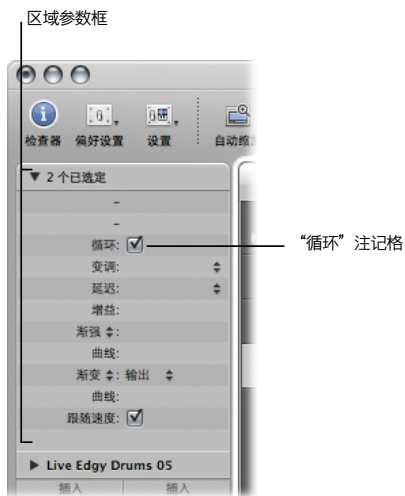 区域参数框
检查器
偏好设置
设置
自动缩
2 个已选定
-
-
循环:
“循环”注记格
变调:
延迟:
增益:
渐强 :
曲线:
渐变 : 输出
曲线:
跟随速度:
Live Edgy Drums 05
插入 插入